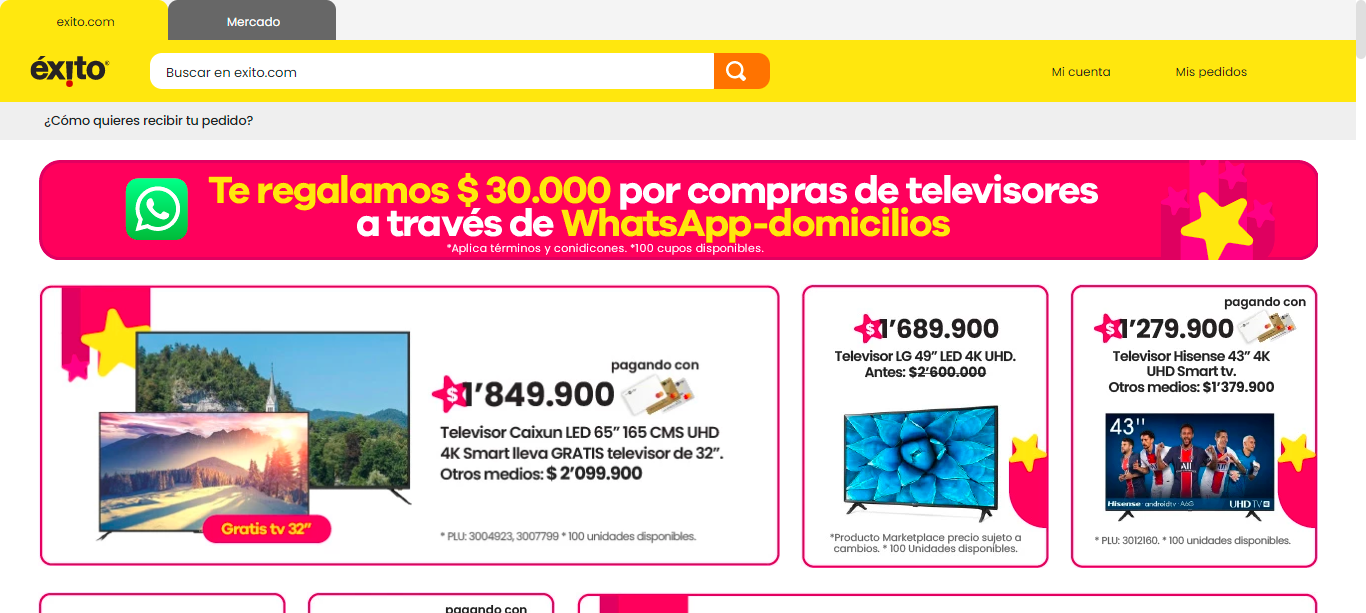 exito.com
Mercado
éxito
Buscar en exito.com
Mi cuenta
Mis pedidos
¿Cómo quieres recibir tu pedido?
Te regalamos $ 30.000 por compras de televisores
a través de WhatsApp-domicilios
*Aplica términos y conidicones. *100 cupos disponibles.
pagando con
$1’849.900
Televisor Caixun LED 65” 165 CMS UHD
4K Smart lleva GRATIS televisor de 32”.
Otros medios: $ 2’099.900
Gratis tv 32”
* PLU: 3004923, 3007799 * 100 unidades disponibles.
$1’689.900
Televisor LG 49” LED 4K UHD.
Antes: $2’600.000
*Producto Marketplace precio sujeto a
cambios. * 100 Unidades disponibles.
pagando con
$1’279.900
Televisor Hisense 43” 4K
UHD Smart tv.
Otros medios: $1’379.900
43"
Hisense androidtv A6G UHD TV 4K
* PLU: 3012160. * 100 unidades disponibles.
pagando con